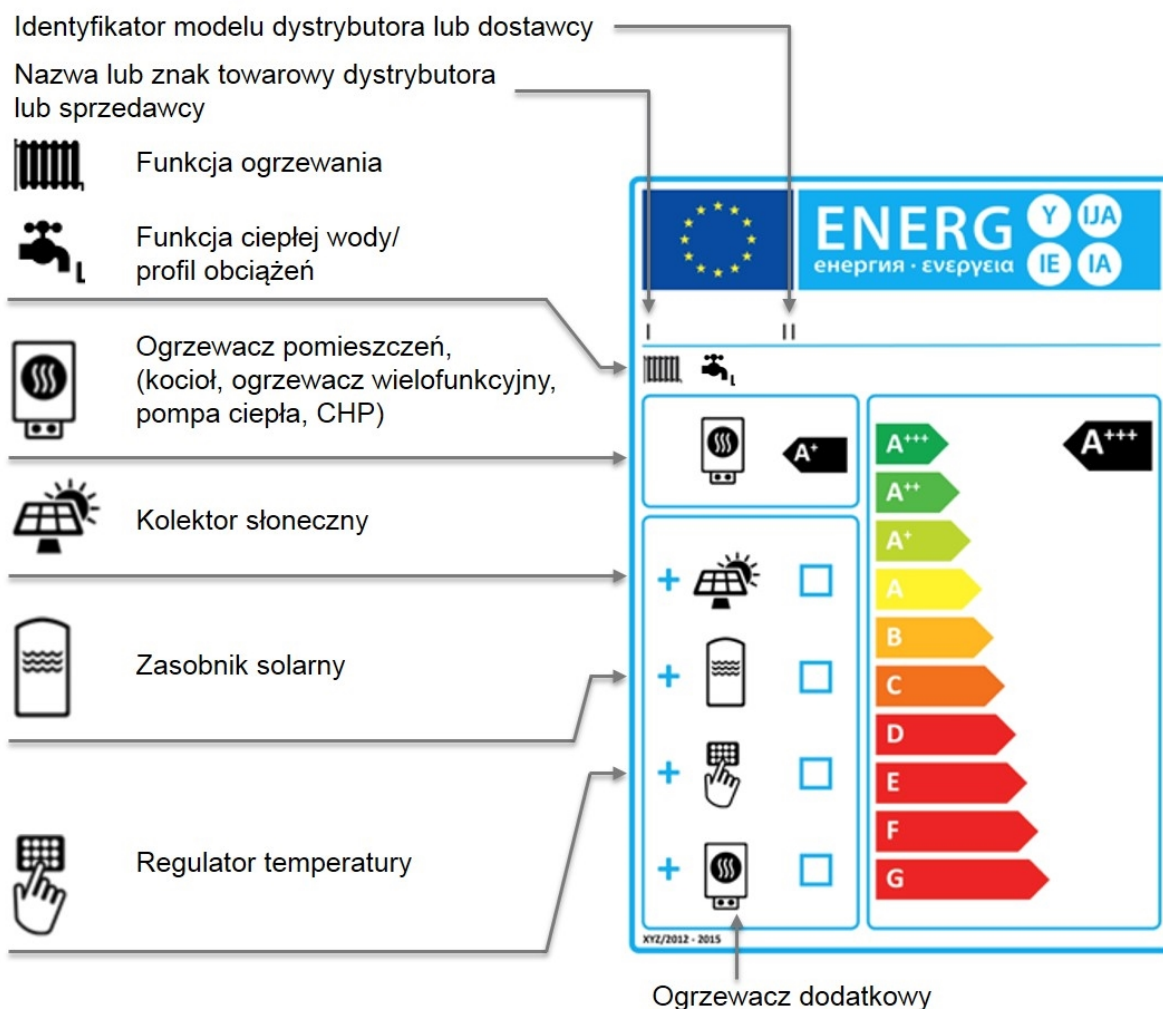 Identyfikator modelu dystrybutora lub dostawcy
Nazwa lub znak towarowy dystrybutora
lub sprzedawcy
Funkcja ogrzewania
Funkcja ciepłej wody/
profil obciążeń
L
Ogrzewacz pomieszczeń,
(kocioł, ogrzewacz wielofunkcyjny,
pompa ciepła, CHP)
Kolektor słoneczny
Zasobnik solarny
Regulator temperatury
ENERG Y IJA
енергия · ενεργεια IE IA
I II
L
A+
A+++ A+++
A++
A+
A
B
C
D
E
F
G
+
+
+
+
XYZ/2012 - 2015
Ogrzewacz dodatkowy